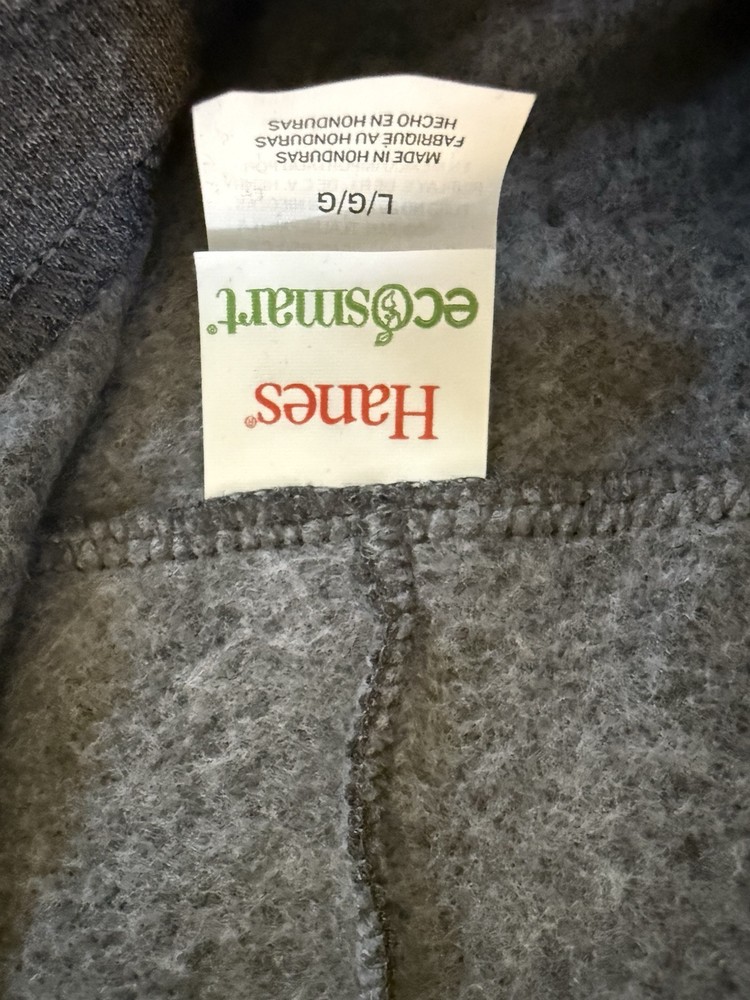 Hanes®
ecosmart®
L/G/G
MADE IN HONDURAS
FABRIQUÉ AU HONDURAS
HECHO EN HONDURAS